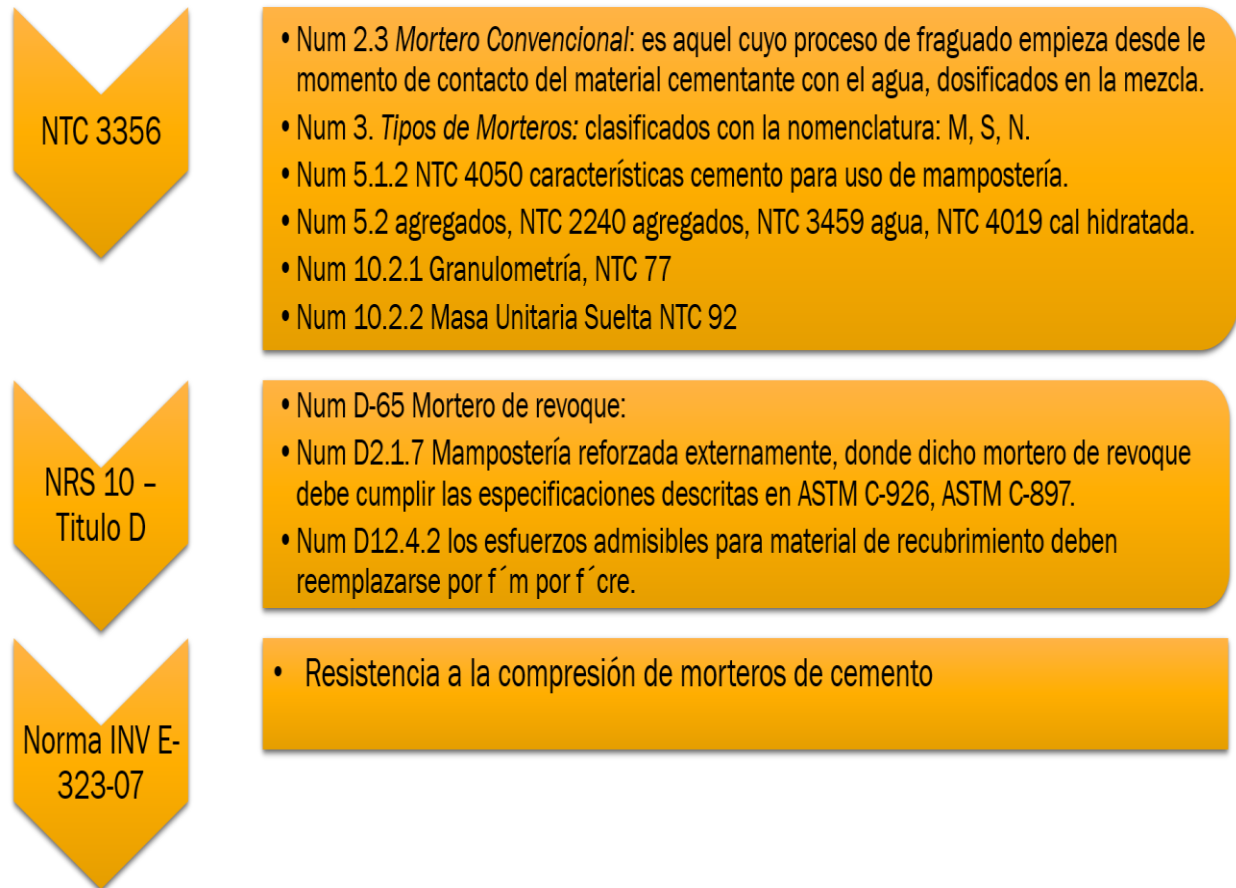 NTC 3356
• Num 2.3 Mortero Convencional: es aquel cuyo proceso de fraguado empieza desde le
momento de contacto del material cementante con el agua, dosificados en la mezcla.
• Num 3. Tipos de Morteros: clasificados con la nomenclatura: M, S, N.
• Num 5.1.2 NTC 4050 características cemento para uso de mampostería.
• Num 5.2 agregados, NTC 2240 agregados, NTC 3459 agua, NTC 4019 cal hidratada.
• Num 10.2.1 Granulometría, NTC 77
• Num 10.2.2 Masa Unitaria Suelta NTC 92
NRS 10 –
Titulo D
• Num D-65 Mortero de revoque:
• Num D2.1.7 Mampostería reforzada externamente, donde dicho mortero de revoque
debe cumplir las especificaciones descritas en ASTM C-926, ASTM C-897.
• Num D12.4.2 los esfuerzos admisibles para material de recubrimiento deben
reemplazarse por f´m por f´cre.
Norma INV E-
323-07
• Resistencia a la compresión de morteros de cemento